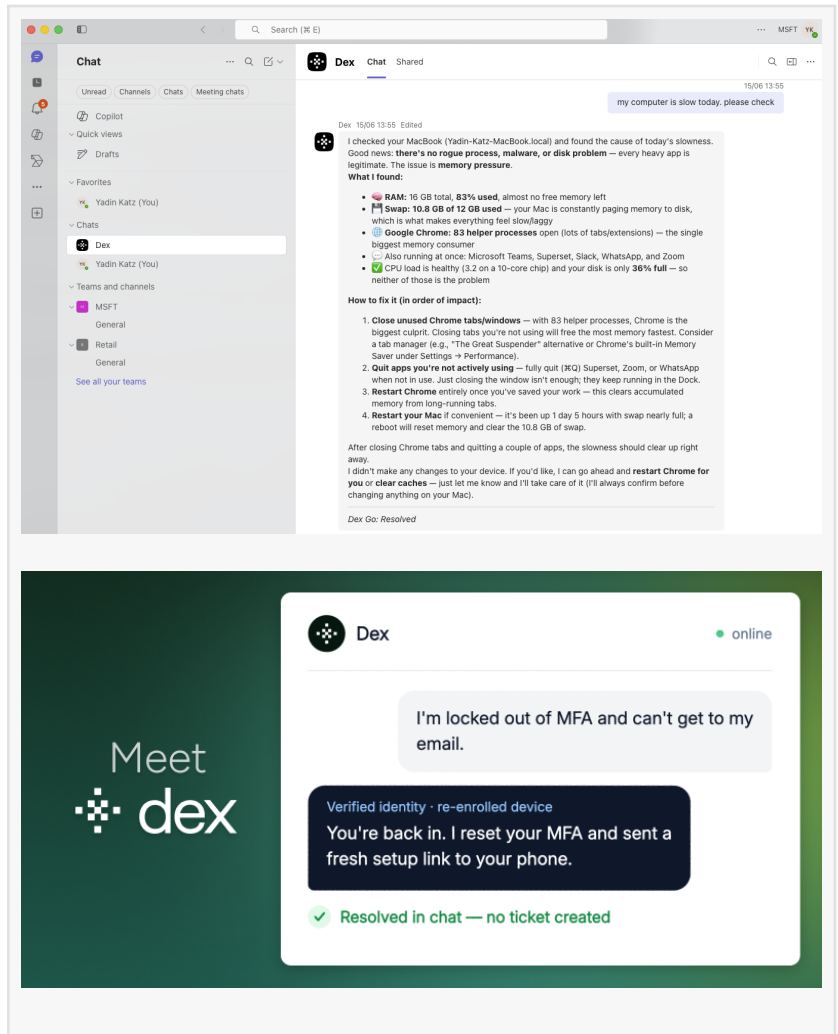 Search (⌘ E)
MSFT
YK
Chat
Unread
Channels
Chats
Meeting chats
5
Copilot
Quick views
Drafts
Favorites
YK
Yadin Katz (You)
Chats
Dex
YK
Yadin Katz (You)
Teams and channels
MSFT
General
Retail
General
See all your teams
Dex
Chat
Shared
15/06 13:55
my computer is slow today. please check
Dex 15/06 13:55 Edited
I checked your MacBook (Yadin-Katz-MacBook.local) and found the cause of today's slowness.
Good news: there's no rogue process, malware, or disk problem — every heavy app is
legitimate. The issue is memory pressure.
What I found:
• 🧠 RAM: 16 GB total, 83% used, almost no free memory left
• 💾 Swap: 10.8 GB of 12 GB used — your Mac is constantly paging memory to disk,
which is what makes everything feel slow/laggy
• 🌐 Google Chrome: 83 helper processes open (lots of tabs/extensions) — the single
biggest memory consumer
• 💬 Also running at once: Microsoft Teams, Superset, Slack, WhatsApp, and Zoom
• ✅ CPU load is healthy (3.2 on a 10-core chip) and your disk is only 36% full — so
neither of those is the problem
How to fix it (in order of impact):
1. Close unused Chrome tabs/windows — with 83 helper processes, Chrome is the
biggest culprit. Closing tabs you're not using will free the most memory fastest. Consider
a tab manager (e.g., "The Great Suspender" alternative or Chrome's built-in Memory
Saver under Settings → Performance).
2. Quit apps you're not actively using — fully quit (⌘Q) Superset, Zoom, or WhatsApp
when not in use. Just closing the window isn't enough; they keep running in the Dock.
3. Restart Chrome entirely once you've saved your work — this clears accumulated
memory from long-running tabs.
4. Restart your Mac if convenient — it's been up 1 day 5 hours with swap nearly full; a
reboot will reset memory and clear the 10.8 GB of swap.
After closing Chrome tabs and quitting a couple of apps, the slowness should clear up right
away.
I didn't make any changes to your device. If you'd like, I can go ahead and restart Chrome for
you or clear caches — just let me know and I'll take care of it (I'll always confirm before
changing anything on your Mac).
Dex Go: Resolved
Meet
dex
Dex
online
I'm locked out of MFA and can't get to my
email.
Verified identity · re-enrolled device
You're back in. I reset your MFA and sent a
fresh setup link to your phone.
Resolved in chat — no ticket created